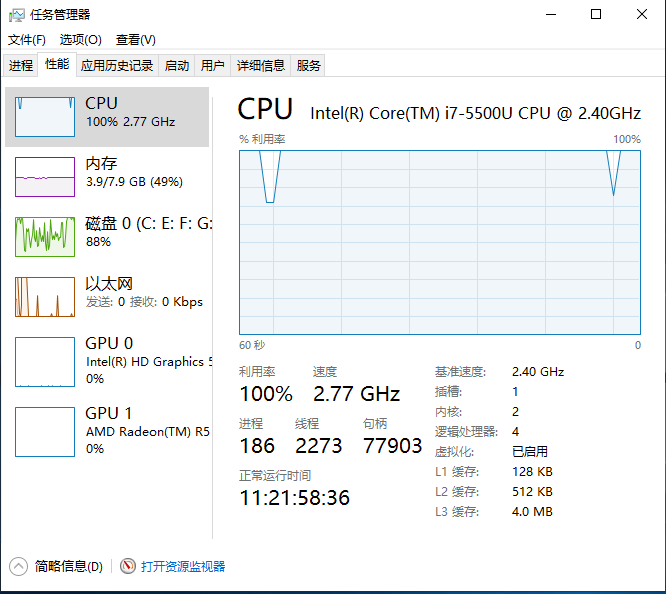 任务管理器
文件(F) 选项(O) 查看(V)
进程 性能 应用历史记录 启动 用户 详细信息 服务
CPU
100% 2.77 GHz
内存
3.9/7.9 GB (49%)
磁盘 0 (C: E: F: G:
88%
以太网
发送: 0 接收: 0 Kbps
GPU 0
Intel(R) HD Graphics 5
0%
GPU 1
AMD Radeon(TM) R5
0%
CPU Intel(R) Core(TM) i7-5500U CPU @ 2.40GHz
% 利用率 100%
60 秒 0
利用率 速度
100% 2.77 GHz
进程 线程 句柄
186 2273 77903
正常运行时间
11:21:58:36
基准速度: 2.40 GHz
插槽: 1
内核: 2
逻辑处理器: 4
虚拟化: 已启用
L1 缓存: 128 KB
L2 缓存: 512 KB
L3 缓存: 4.0 MB
简略信息(D) 打开资源监视器